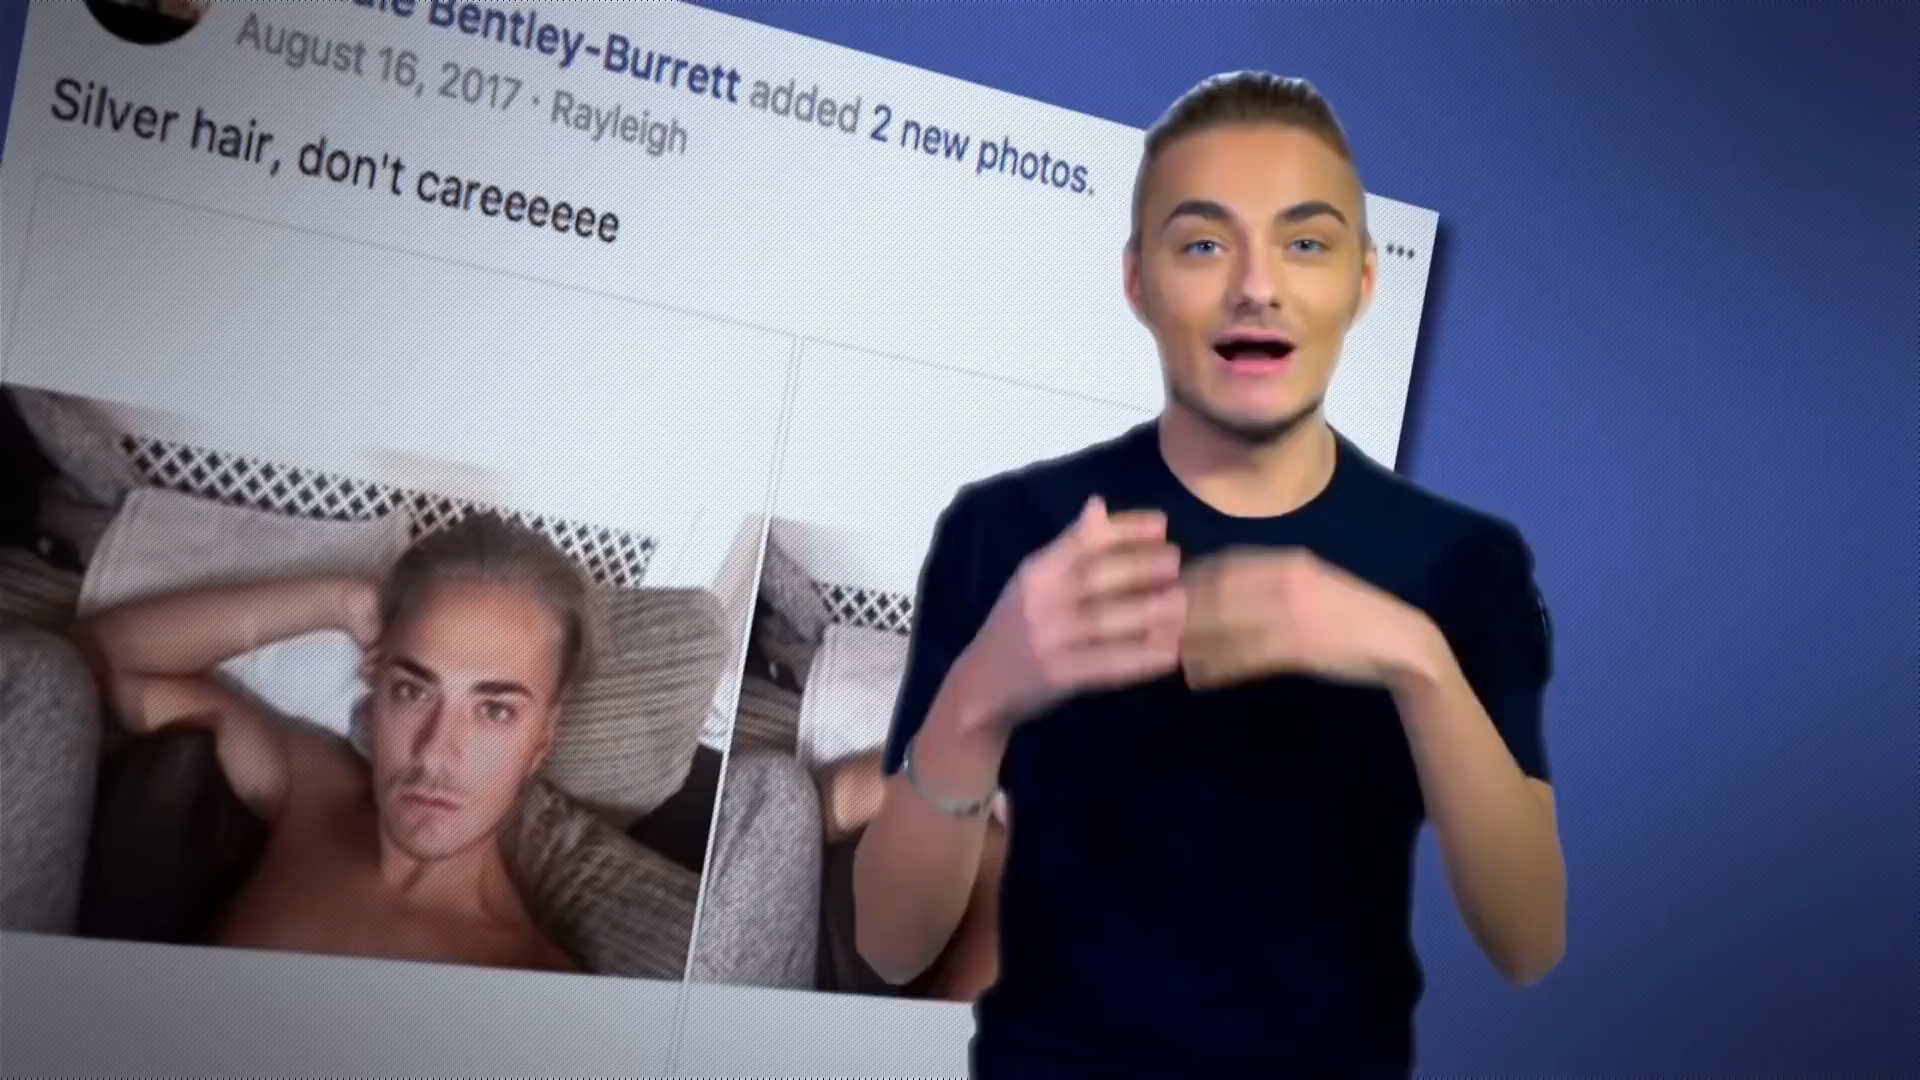 Bentley-Burrett added 2 new photos.
August 16, 2017 · Rayleigh
Silver hair, don't careeeeee